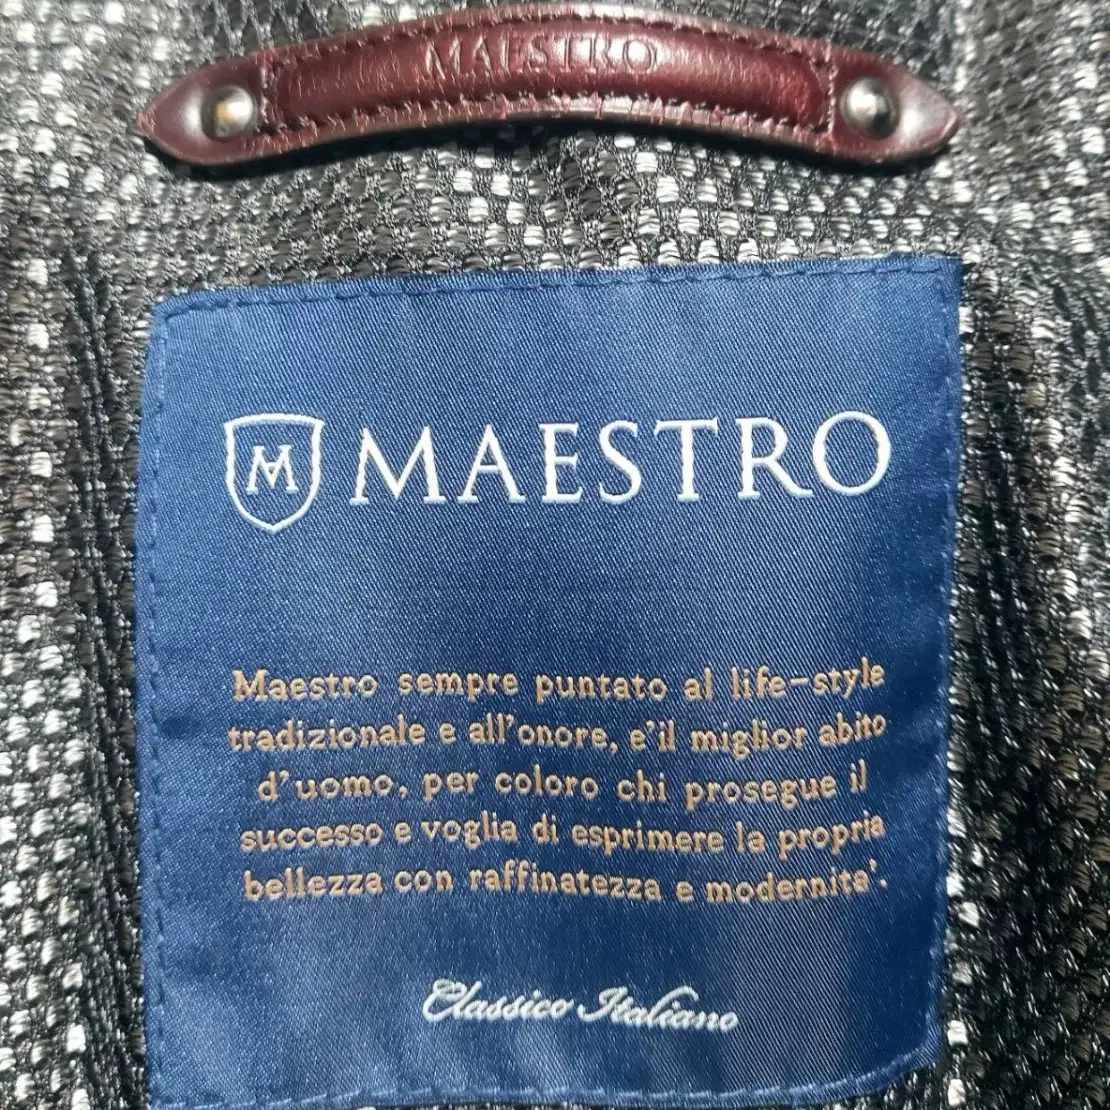 MAESTRO
M MAESTRO
Maestro sempre puntato al life-style
tradizionale e all'onore, e'il miglior abito
d'uomo, per coloro chi prosegue il
successo e voglia di esprimere la propria
bellezza con raffinatezza e modernita'.
Classico Italiano